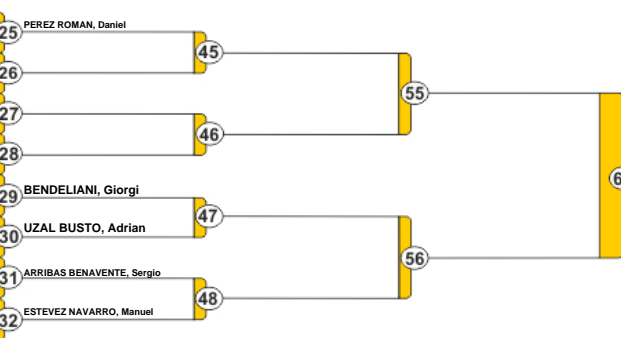 25 PEREZ ROMAN, Daniel
45
26
55
27
46
28
29 BENDELIANI, Giorgi
47
30 UZAL BUSTO, Adrian
56
31 ARRIBAS BENAVENTE, Sergio
48
32 ESTEVEZ NAVARRO, Manuel